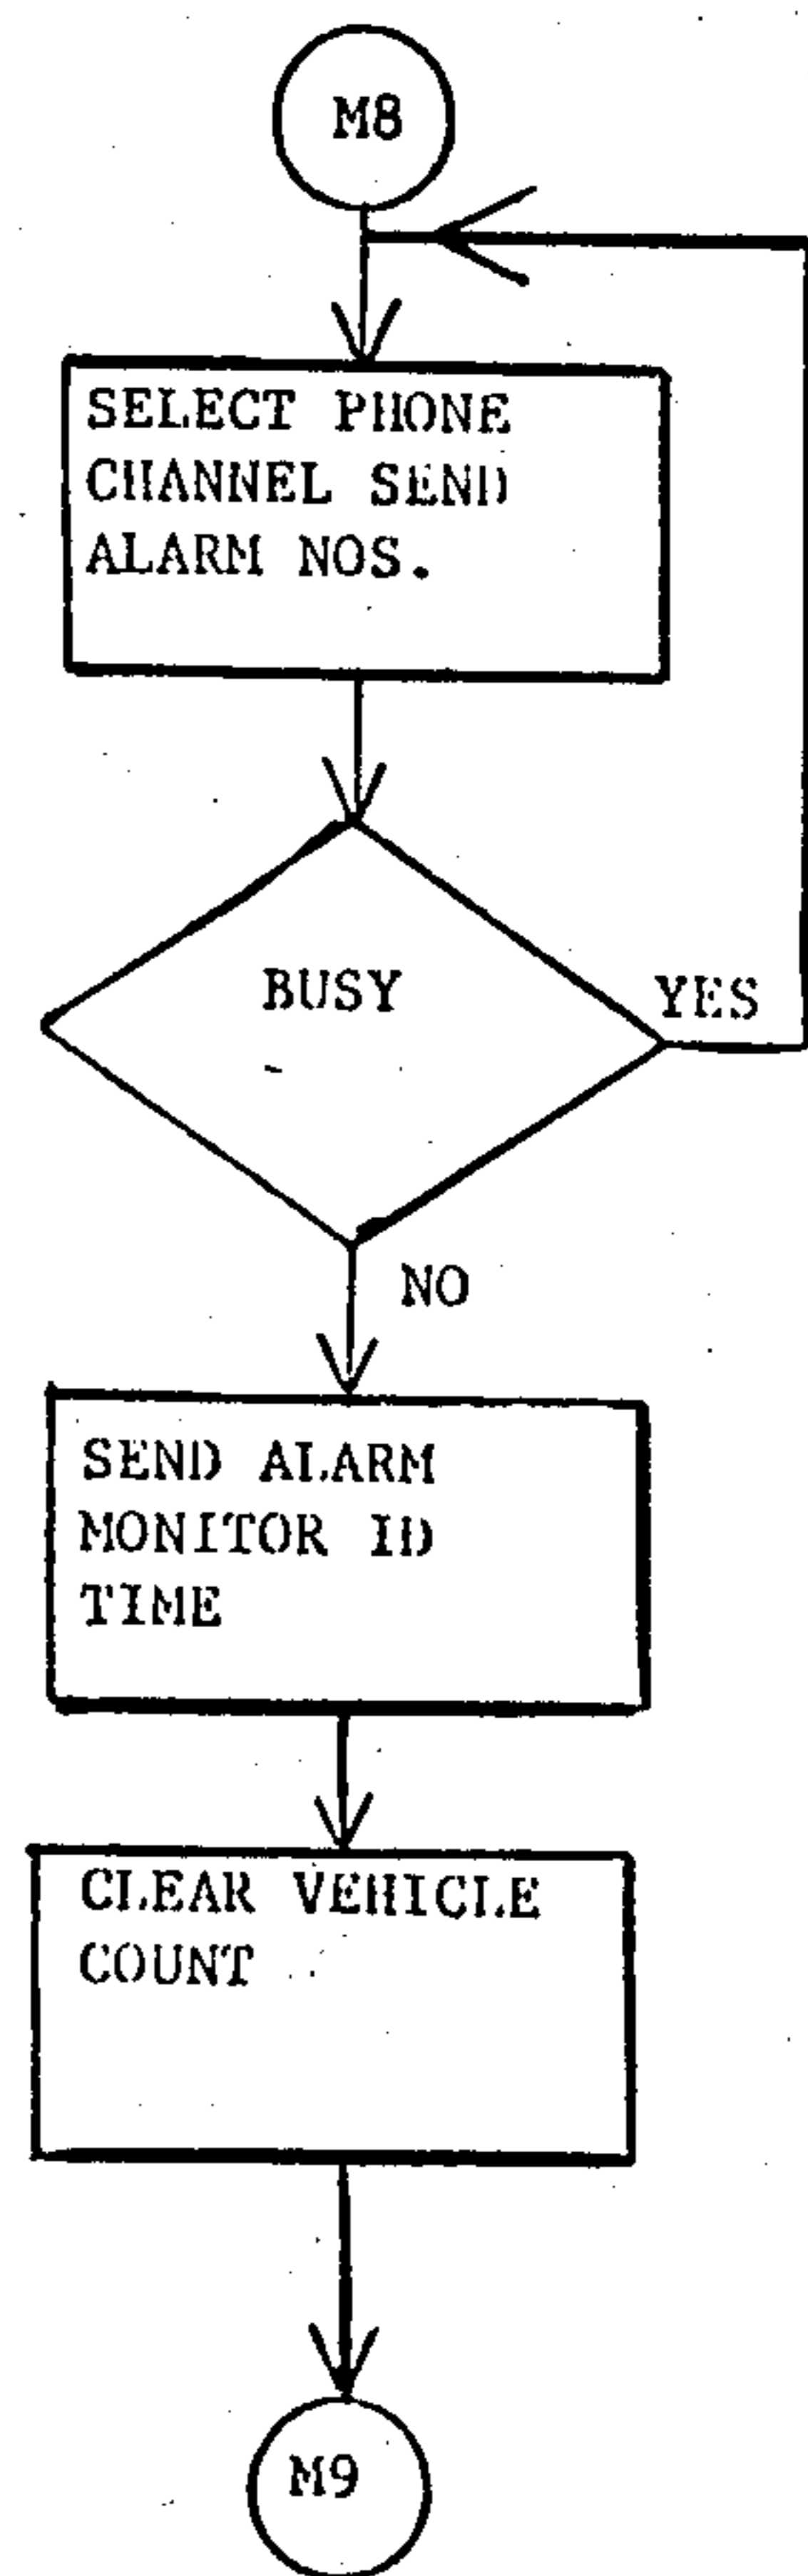 M8
SELECT PHONE
CHANNEL SEND
ALARM NOS.
BUSY
YES
NO
SEND ALARM
MONITOR ID
TIME
CLEAR VEHICLE
COUNT
M9